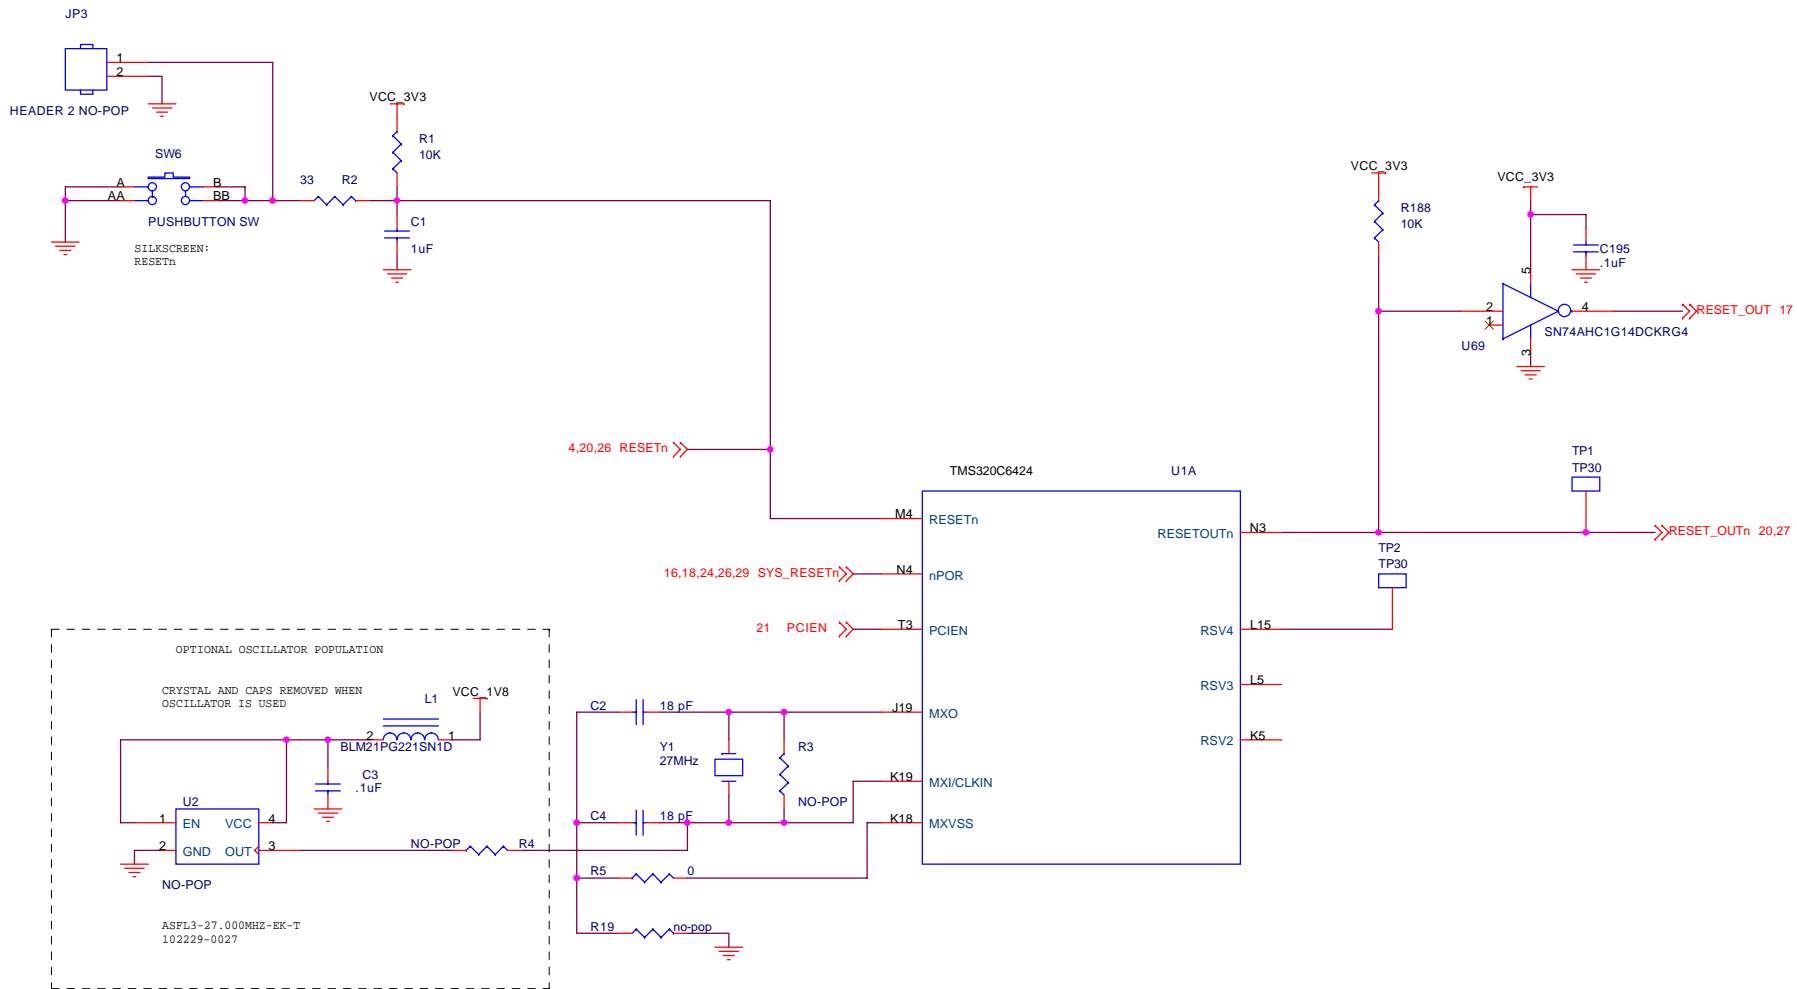 JP3
1
2
HEADER 2 NO-POP
VCC_3V3
R1
10K
SW6
A
B
AA
BB
33
R2
PUSHBUTTON SW
SILKSCREEN:
RESETn
C1
1uF
VCC_3V3
R188
10K
VCC_3V3
C195
.1uF
5
2
1
4
3
U69
SN74AHC1G14DCKRG4
RESET_OUT 17
4,20,26 RESETn
TMS320C6424
U1A
TP1
TP30
M4
RESETn
RESETOUTn
N3
RESET_OUTn 20,27
TP2
TP30
16,18,24,26,29 SYS_RESETn
N4
nPOR
21 PCIEN
T3
PCIEN
RSV4
L15
RSV3
L5
RSV2
K5
OPTIONAL OSCILLATOR POPULATION
CRYSTAL AND CAPS REMOVED WHEN
OSCILLATOR IS USED
L1
VCC_1V8
2
1
BLM21PG221SN1D
C3
.1uF
U2
1
EN
VCC
4
2
GND
OUT
3
NO-POP
NO-POP
R4
ASFL3-27.000MHZ-EK-T
102229-0027
C2
18 pF
J19
MXO
Y1
27MHz
R3
NO-POP
K19
MXI/CLKIN
C4
18 pF
K18
MXVSS
R5
0
R19
no-pop